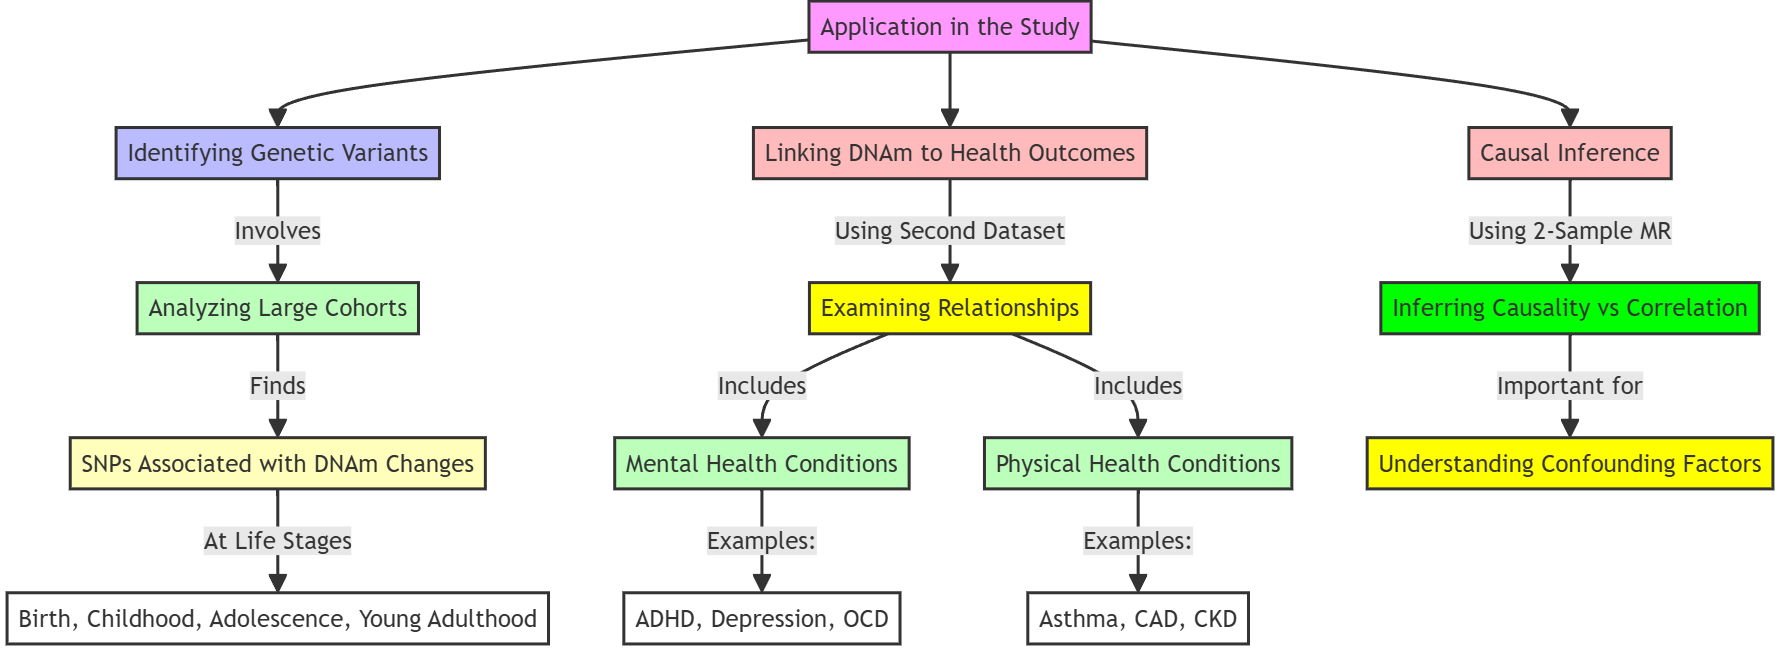 Application in the Study
Identifying Genetic Variants
Linking DNAm to Health Outcomes
Causal Inference
Involves
Using Second Dataset
Using 2-Sample MR
Analyzing Large Cohorts
Examining Relationships
Inferring Causality vs Correlation
Finds
Includes
Includes
Important for
SNPs Associated with DNAm Changes
Mental Health Conditions
Physical Health Conditions
Understanding Confounding Factors
At Life Stages
Examples:
Examples:
Birth, Childhood, Adolescence, Young Adulthood
ADHD, Depression, OCD
Asthma, CAD, CKD